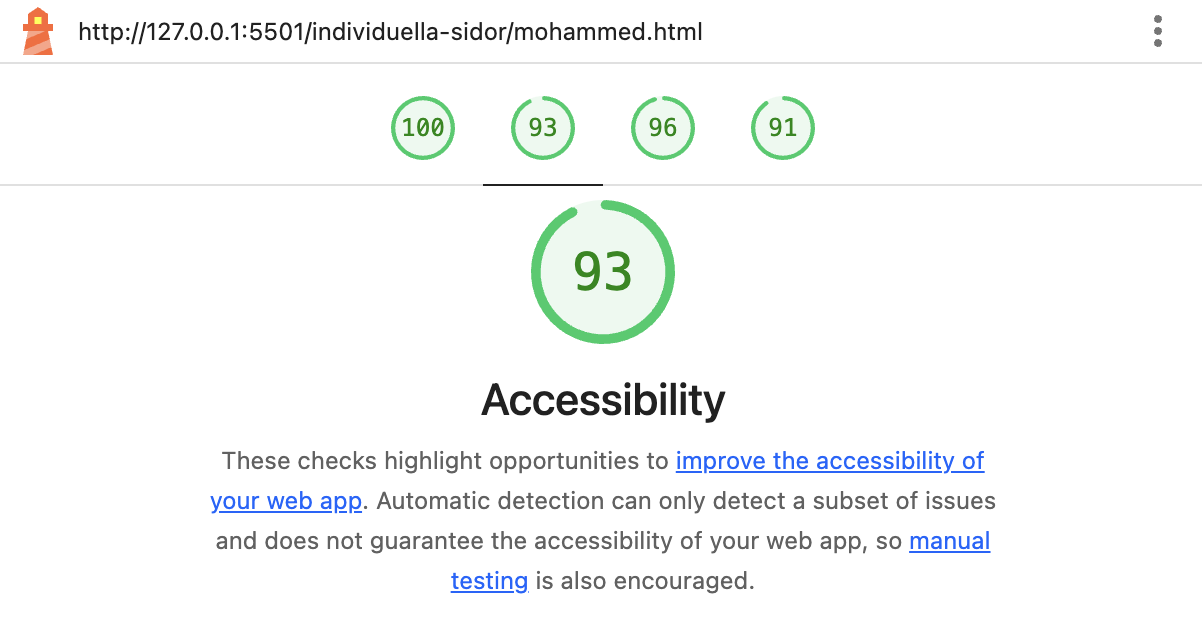 http://127.0.0.1:5501/individuella-sidor/mohammed.html
100 93 96 91
93
Accessibility
These checks highlight opportunities to improve the accessibility of
your web app. Automatic detection can only detect a subset of issues
and does not guarantee the accessibility of your web app, so manual
testing is also encouraged.